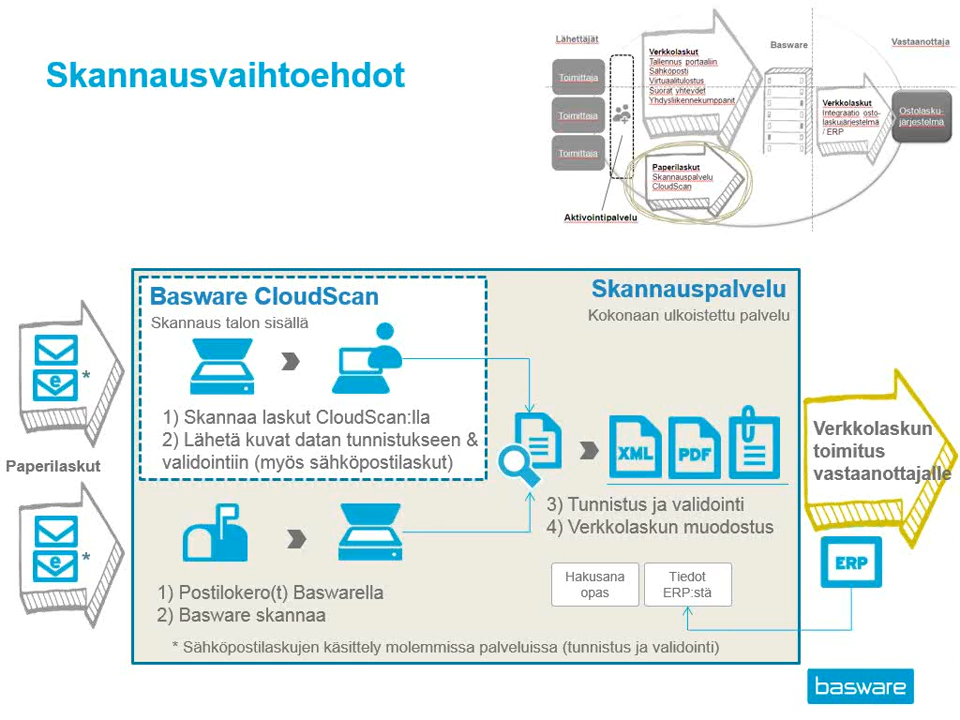 Skannausvaihtoehdot
Lähettäjät
Basware
Vastaanottaja
Toimittaja
Toimittaja
Toimittaja
Verkkolaskut
Tallennus portaaliin
Sähköposti
Virtuaalitulostus
Suorat yhteydet
Yhdysliikennekumppanit
Verkkolaskut
Integraatio osto-
laskujärjestelmä
/ ERP
Ostolasku-
järjestelmä
Paperilaskut
Skannauspalvelu
CloudScan
Aktivointipalvelu
Basware CloudScan
Skannaus talon sisällä
Skannauspalvelu
Kokonaan ulkoistettu palvelu
e *
1) Skannaa laskut CloudScan:lla
2) Lähetä kuvat datan tunnistukseen &
validointiin (myös sähköpostilaskut)
Paperilaskut
XML
PDF
Verkkolaskun
toimitus
vastaanottajalle
3) Tunnistus ja validointi
4) Verkkolaskun muodostus
e *
ERP
Hakusana
opas
Tiedot
ERP:stä
1) Postilokero(t) Baswarella
2) Basware skannaa
* Sähköpostilaskujen käsittely molemmissa palveluissa (tunnistus ja validointi)
basware